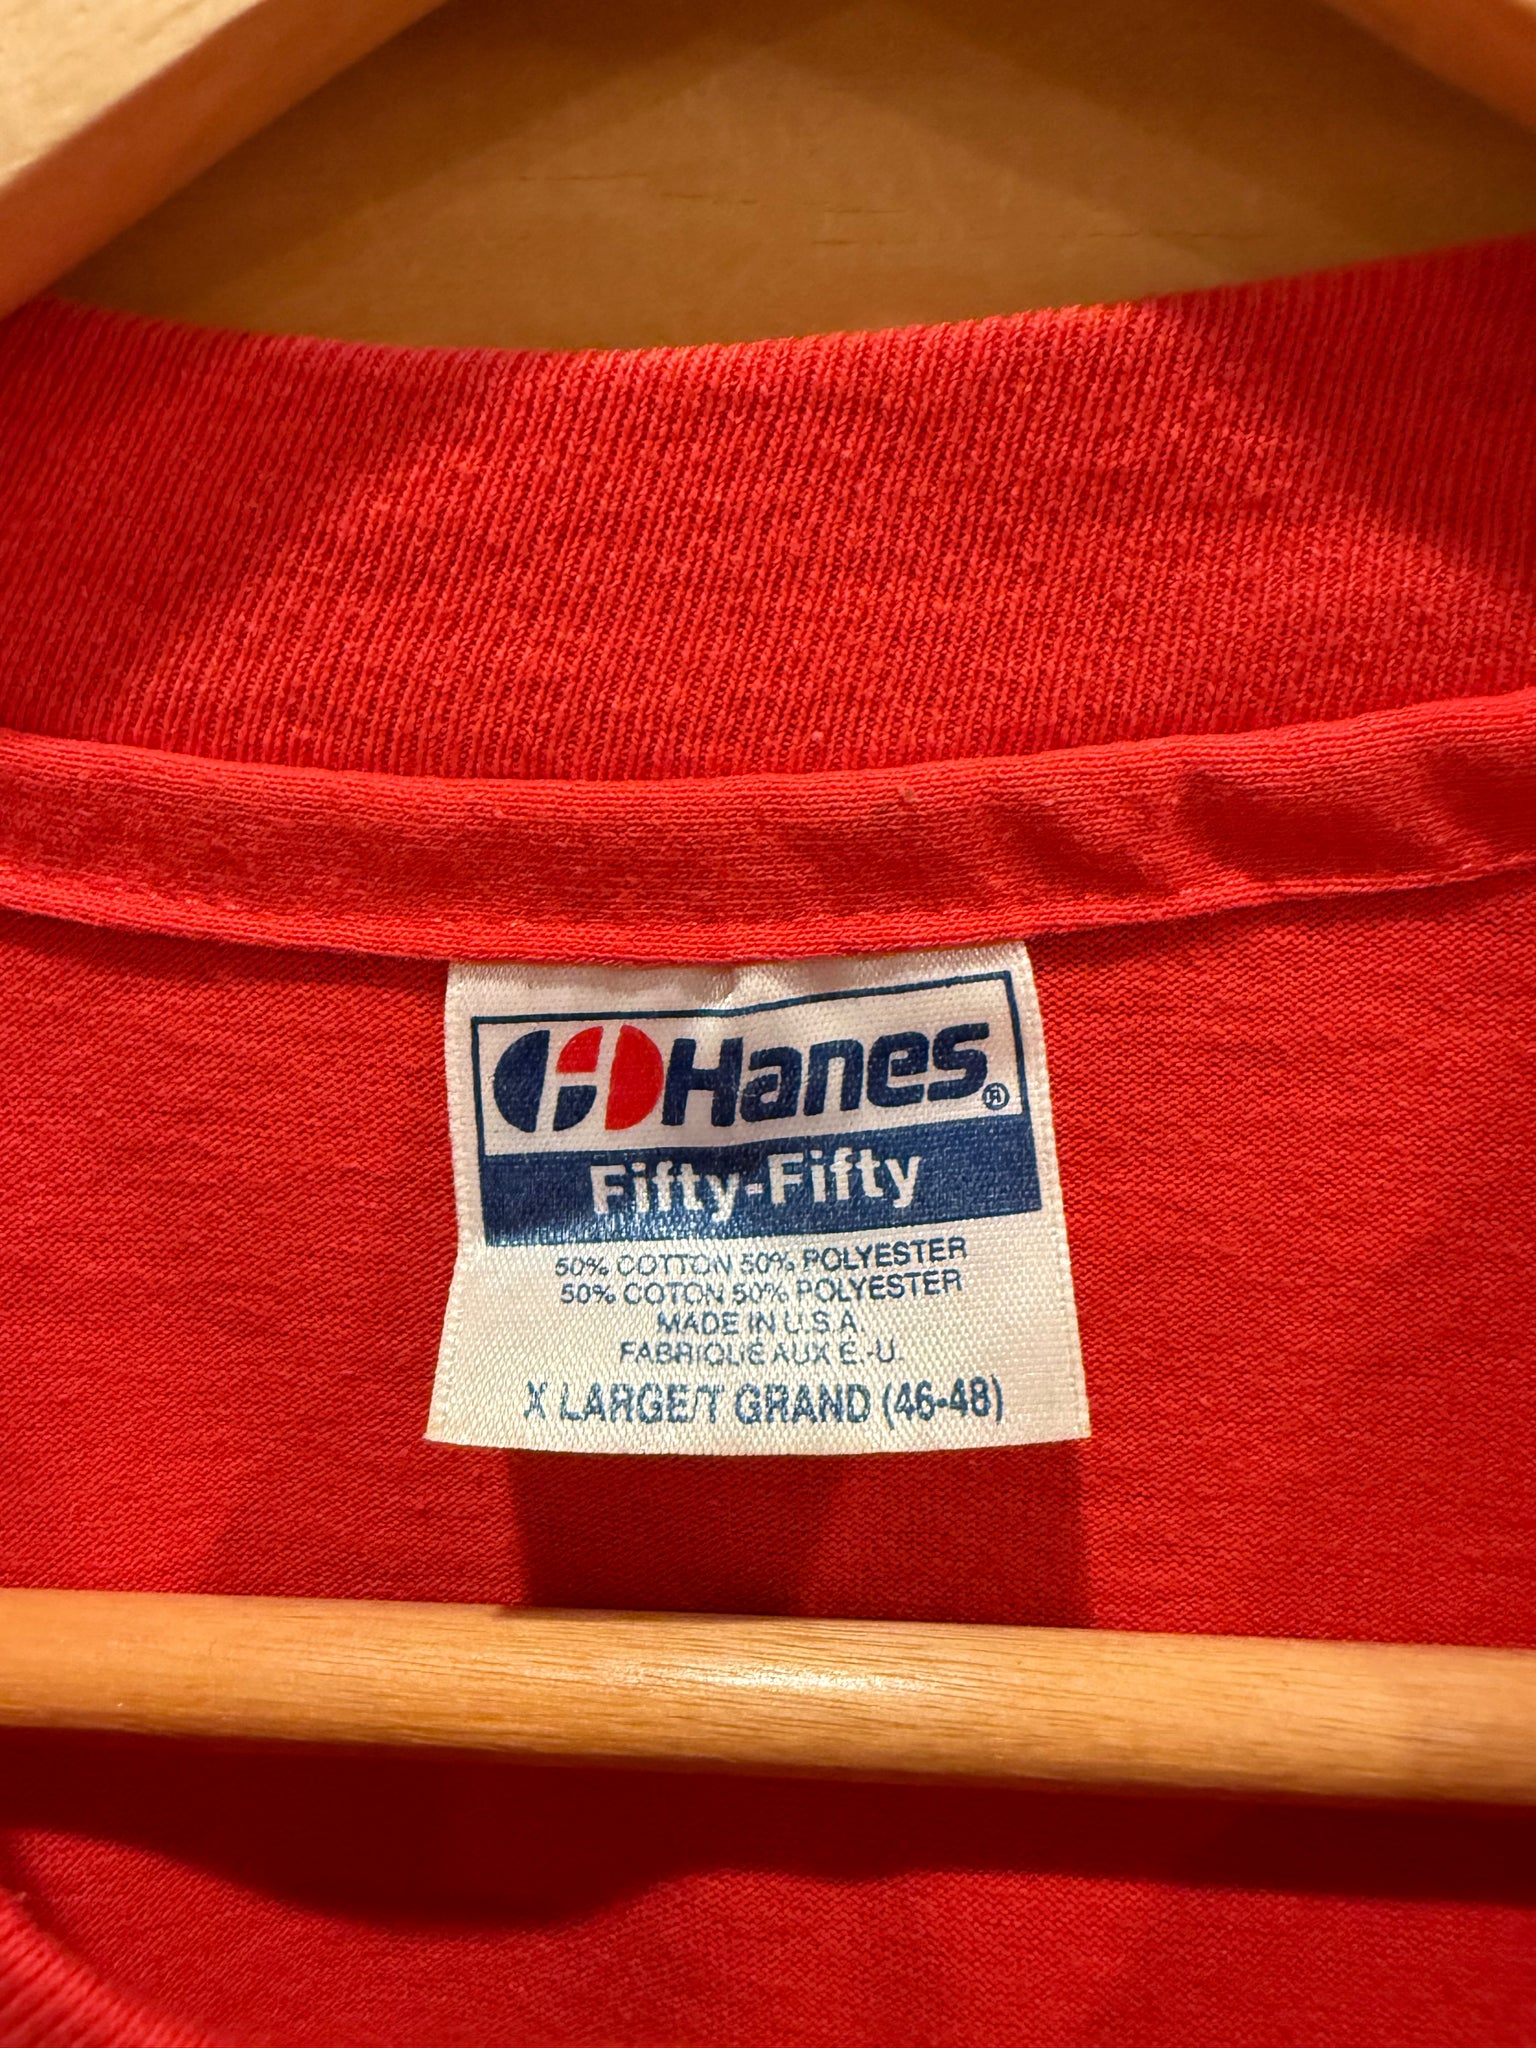 Hanes®
Fifty-Fifty
50% COTTON 50% POLYESTER
50% COTON 50% POLYESTER
MADE IN U.S.A.
FABRIQUÉ AUX É.-U.
X LARGE/T GRAND (46-48)